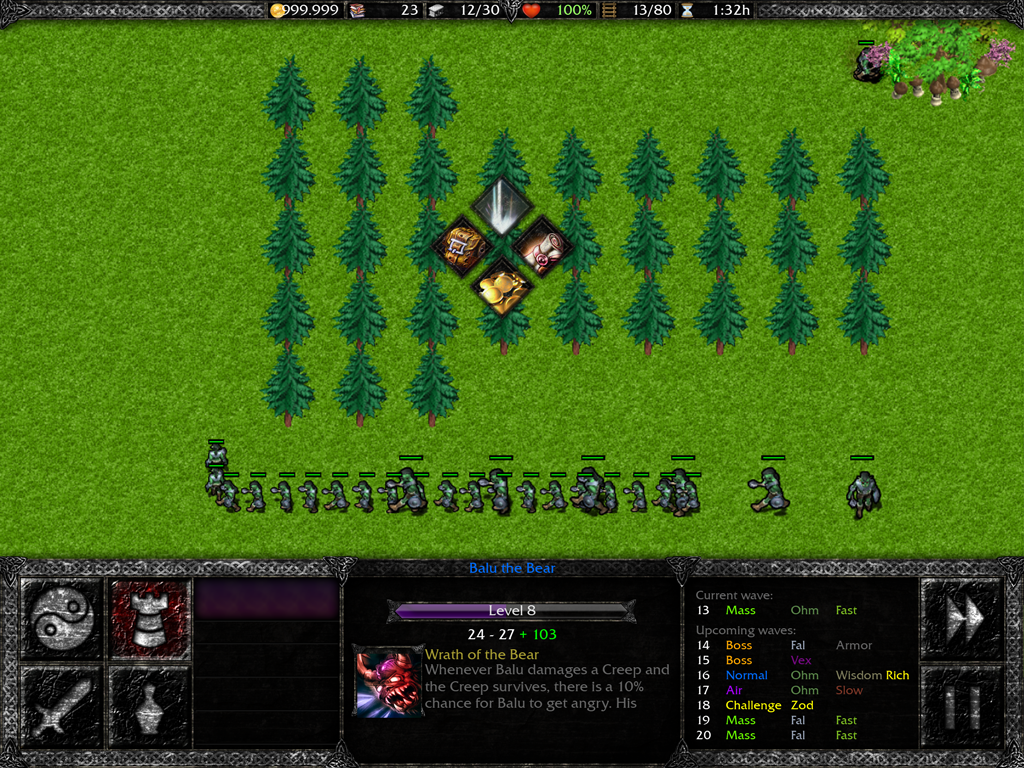 999.999 23 12/30 100% 13/80 1:32h
Balu the Bear
Level 8
24 - 27 + 103
Wrath of the Bear
Whenever Balu damages a Creep and
the Creep survives, there is a 10%
chance for Balu to get angry. His
Current wave:
13 Mass Ohm Fast
Upcoming waves:
14 Boss Fal Armor
15 Boss Vex
16 Normal Ohm Wisdom Rich
17 Air Ohm Slow
18 Challenge Zod
19 Mass Fal Fast
20 Mass Fal Fast